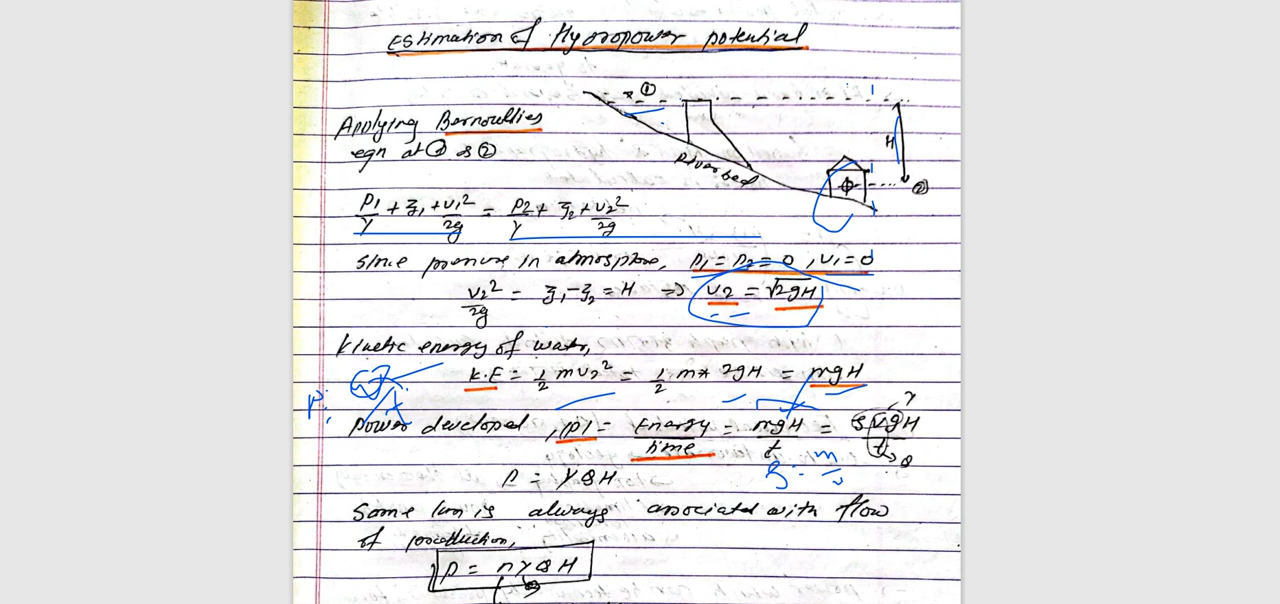 Estimation of Hydropower potential
①
Applying Bernoullies
eqn at ① & ②
River bed
H
②
P1/γ + z1 + v1²/2g = P2/γ + z2 + v2²/2g
since pressure in atmosphere, P1 = P2 = 0, v1 = 0
v2²/2g = z1 - z2 = H ⇒ v2 = √2gH
Kinetic energy of water,
K.E = 1/2 mv2² = 1/2 m* 2gH = mgH
P:
power developed, (P) = Energy/time = mgH/t = ρVgH/t
γ
Q
ρ = m/v
P = γQH
Some loss is always associated with flow
of production,
P = ηγQH